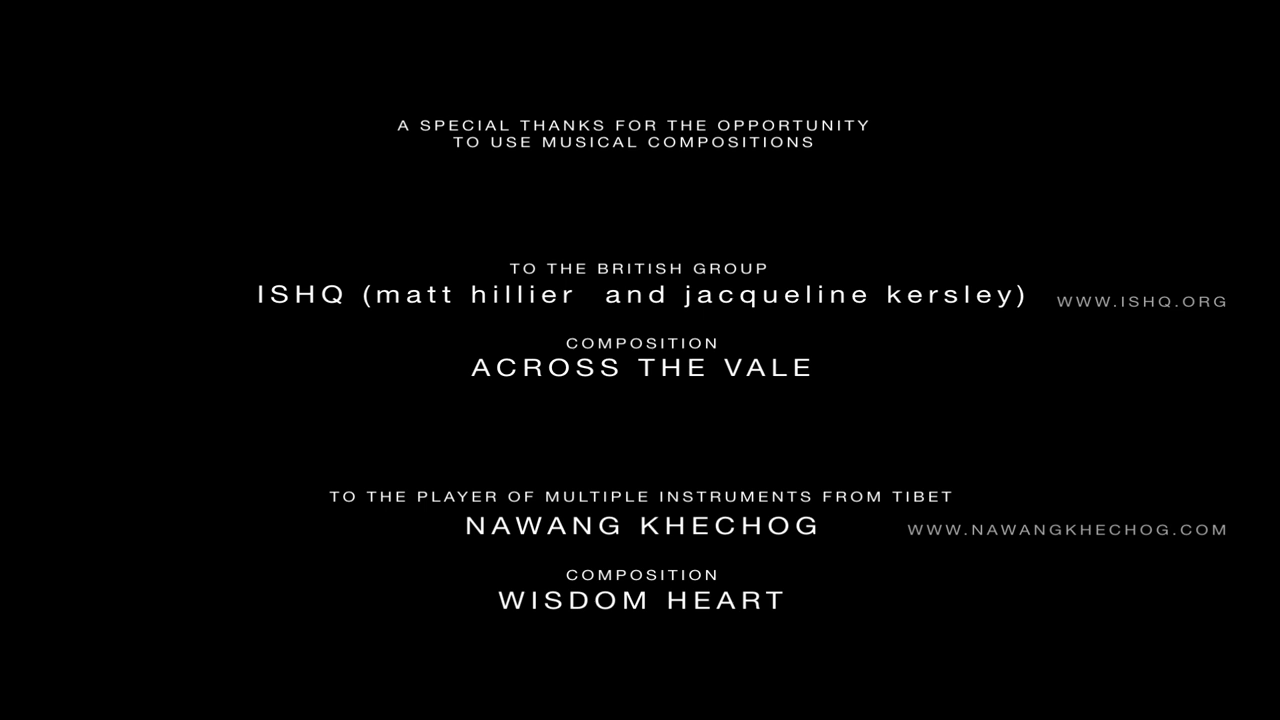 A SPECIAL THANKS FOR THE OPPORTUNITY
TO USE MUSICAL COMPOSITIONS
TO THE BRITISH GROUP
ISHQ (matt hillier and jacqueline kersley) WWW.ISHQ.ORG
COMPOSITION
ACROSS THE VALE
TO THE PLAYER OF MULTIPLE INSTRUMENTS FROM TIBET
NAWANG KHECHOG WWW.NAWANGKHECHOG.COM
COMPOSITION
WISDOM HEART